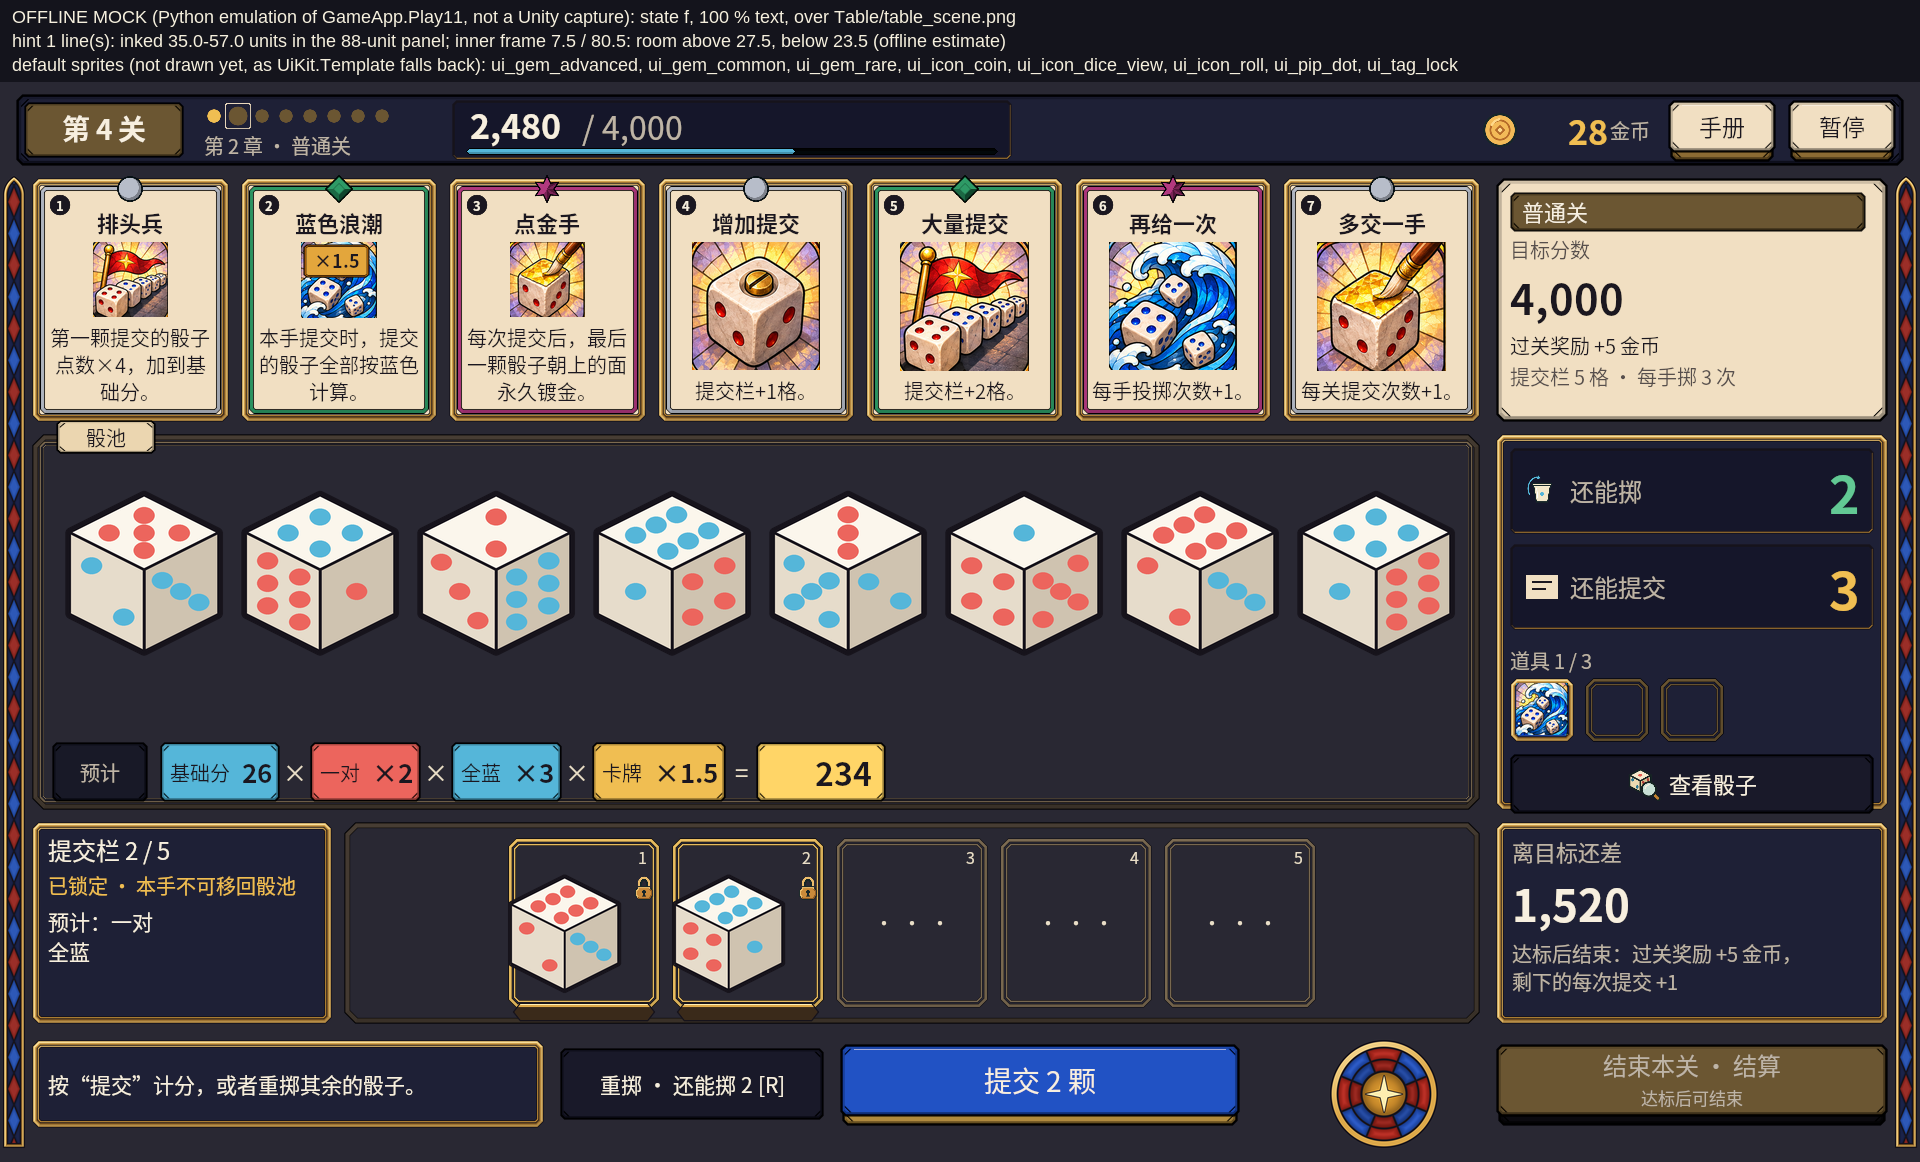 OFFLINE MOCK (Python emulation of GameApp.Play11, not a Unity capture): state f, 100 % text, over Table/table_scene.png
hint 1 line(s): inked 35.0-57.0 units in the 88-unit panel; inner frame 7.5 / 80.5: room above 27.5, below 23.5 (offline estimate)
default sprites (not drawn yet, as UiKit.Template falls back): ui_gem_advanced, ui_gem_common, ui_gem_rare, ui_icon_coin, ui_icon_dice_view, ui_icon_roll, ui_pip_dot, ui_tag_lock
第 4 关
第 2 章 · 普通关
2,480 / 4,000
28 金币
手册
暂停
1
排头兵
第一颗提交的骰子
点数×4，加到基
础分。
2
蓝色浪潮
×1.5
本手提交时，提交
的骰子全部按蓝色
计算。
3
点金手
每次提交后，最后
一颗骰子朝上的面
永久镀金。
4
增加提交
提交栏+1格。
5
大量提交
提交栏+2格。
6
再给一次
每手投掷次数+1。
7
多交一手
每关提交次数+1。
普通关
目标分数
4,000
过关奖励 +5 金币
提交栏 5 格 · 每手掷 3 次
骰池
还能掷 2
还能提交 3
道具 1 / 3
查看骰子
预计 基础分 26 × 一对 ×2 × 全蓝 ×3 × 卡牌 ×1.5 = 234
提交栏 2 / 5
已锁定 · 本手不可移回骰池
预计：一对
全蓝
1
2
3
4
5
离目标还差
1,520
达标后结束：过关奖励 +5 金币，
剩下的每次提交 +1
按“提交”计分，或者重掷其余的骰子。
重掷 · 还能掷 2 [R]
提交 2 颗
结束本关 · 结算
达标后可结束